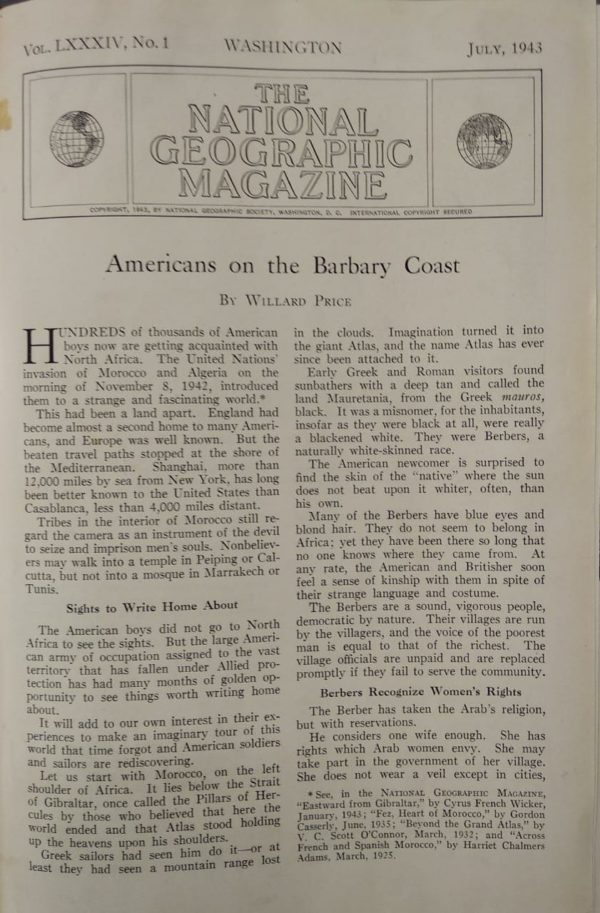 VOL. LXXXIV, No. 1 WASHINGTON JULY, 1943
THE
NATIONAL
GEOGRAPHIC
MAGAZINE
COPYRIGHT, 1943, BY NATIONAL GEOGRAPHIC SOCIETY, WASHINGTON, D. C. INTERNATIONAL COPYRIGHT SECURED
Americans on the Barbary Coast
BY WILLARD PRICE
HUNDREDS of thousands of American
boys now are getting acquainted with
North Africa. The United Nations'
invasion of Morocco and Algeria on the
morning of November 8, 1942, introduced
them to a strange and fascinating world.*
This had been a land apart. England had
become almost a second home to many Ameri-
cans, and Europe was well known. But the
beaten travel paths stopped at the shore of
the Mediterranean. Shanghai, more than
12,000 miles by sea from New York, has long
been better known to the United States than
Casablanca, less than 4,000 miles distant.
Tribes in the interior of Morocco still re-
gard the camera as an instrument of the devil
to seize and imprison men's souls. Nonbeliev-
ers may walk into a temple in Peiping or Cal-
cutta, but not into a mosque in Marrakech or
Tunis.
Sights to Write Home About
The American boys did not go to North
Africa to see the sights. But the large Ameri-
can army of occupation assigned to the vast
territory that has fallen under Allied pro-
tection has had many months of golden op-
portunity to see things worth writing home
about.
It will add to our own interest in their ex-
periences to make an imaginary tour of this
world that time forgot and American soldiers
and sailors are rediscovering.
Let us start with Morocco, on the left
shoulder of Africa. It lies below the Strait
of Gibraltar, once called the Pillars of Her-
cules by those who believed that here the
world ended and that Atlas stood holding
up the heavens upon his shoulders.
Greek sailors had seen him do it—or at
least they had seen a mountain range lost
in the clouds. Imagination turned it into
the giant Atlas, and the name Atlas has ever
since been attached to it.
Early Greek and Roman visitors found
sunbathers with a deep tan and called the
land Mauretania, from the Greek mauros,
black. It was a misnomer, for the inhabitants,
insofar as they were black at all, were really
a blackened white. They were Berbers, a
naturally white-skinned race.
The American newcomer is surprised to
find the skin of the "native" where the sun
does not beat upon it whiter, often, than
his own.
Many of the Berbers have blue eyes and
blond hair. They do not seem to belong in
Africa; yet they have been there so long that
no one knows where they came from. At
any rate, the American and Britisher soon
feel a sense of kinship with them in spite of
their strange language and costume.
The Berbers are a sound, vigorous people,
democratic by nature. Their villages are run
by the villagers, and the voice of the poorest
man is equal to that of the richest. The
village officials are unpaid and are replaced
promptly if they fail to serve the community.
Berbers Recognize Women's Rights
The Berber has taken the Arab's religion,
but with reservations.
He considers one wife enough. She has
rights which Arab women envy. She may
take part in the government of her village.
She does not wear a veil except in cities,
* See, in the NATIONAL GEOGRAPHIC MAGAZINE,
"Eastward from Gibraltar," by Cyrus French Wicker,
January, 1943; "Fez, Heart of Morocco," by Gordon
Casserly, June, 1935; "Beyond the Grand Atlas," by
V. C. Scott O'Connor, March, 1932; and "Across
French and Spanish Morocco," by Harriet Chalmers
Adams, March, 1925.